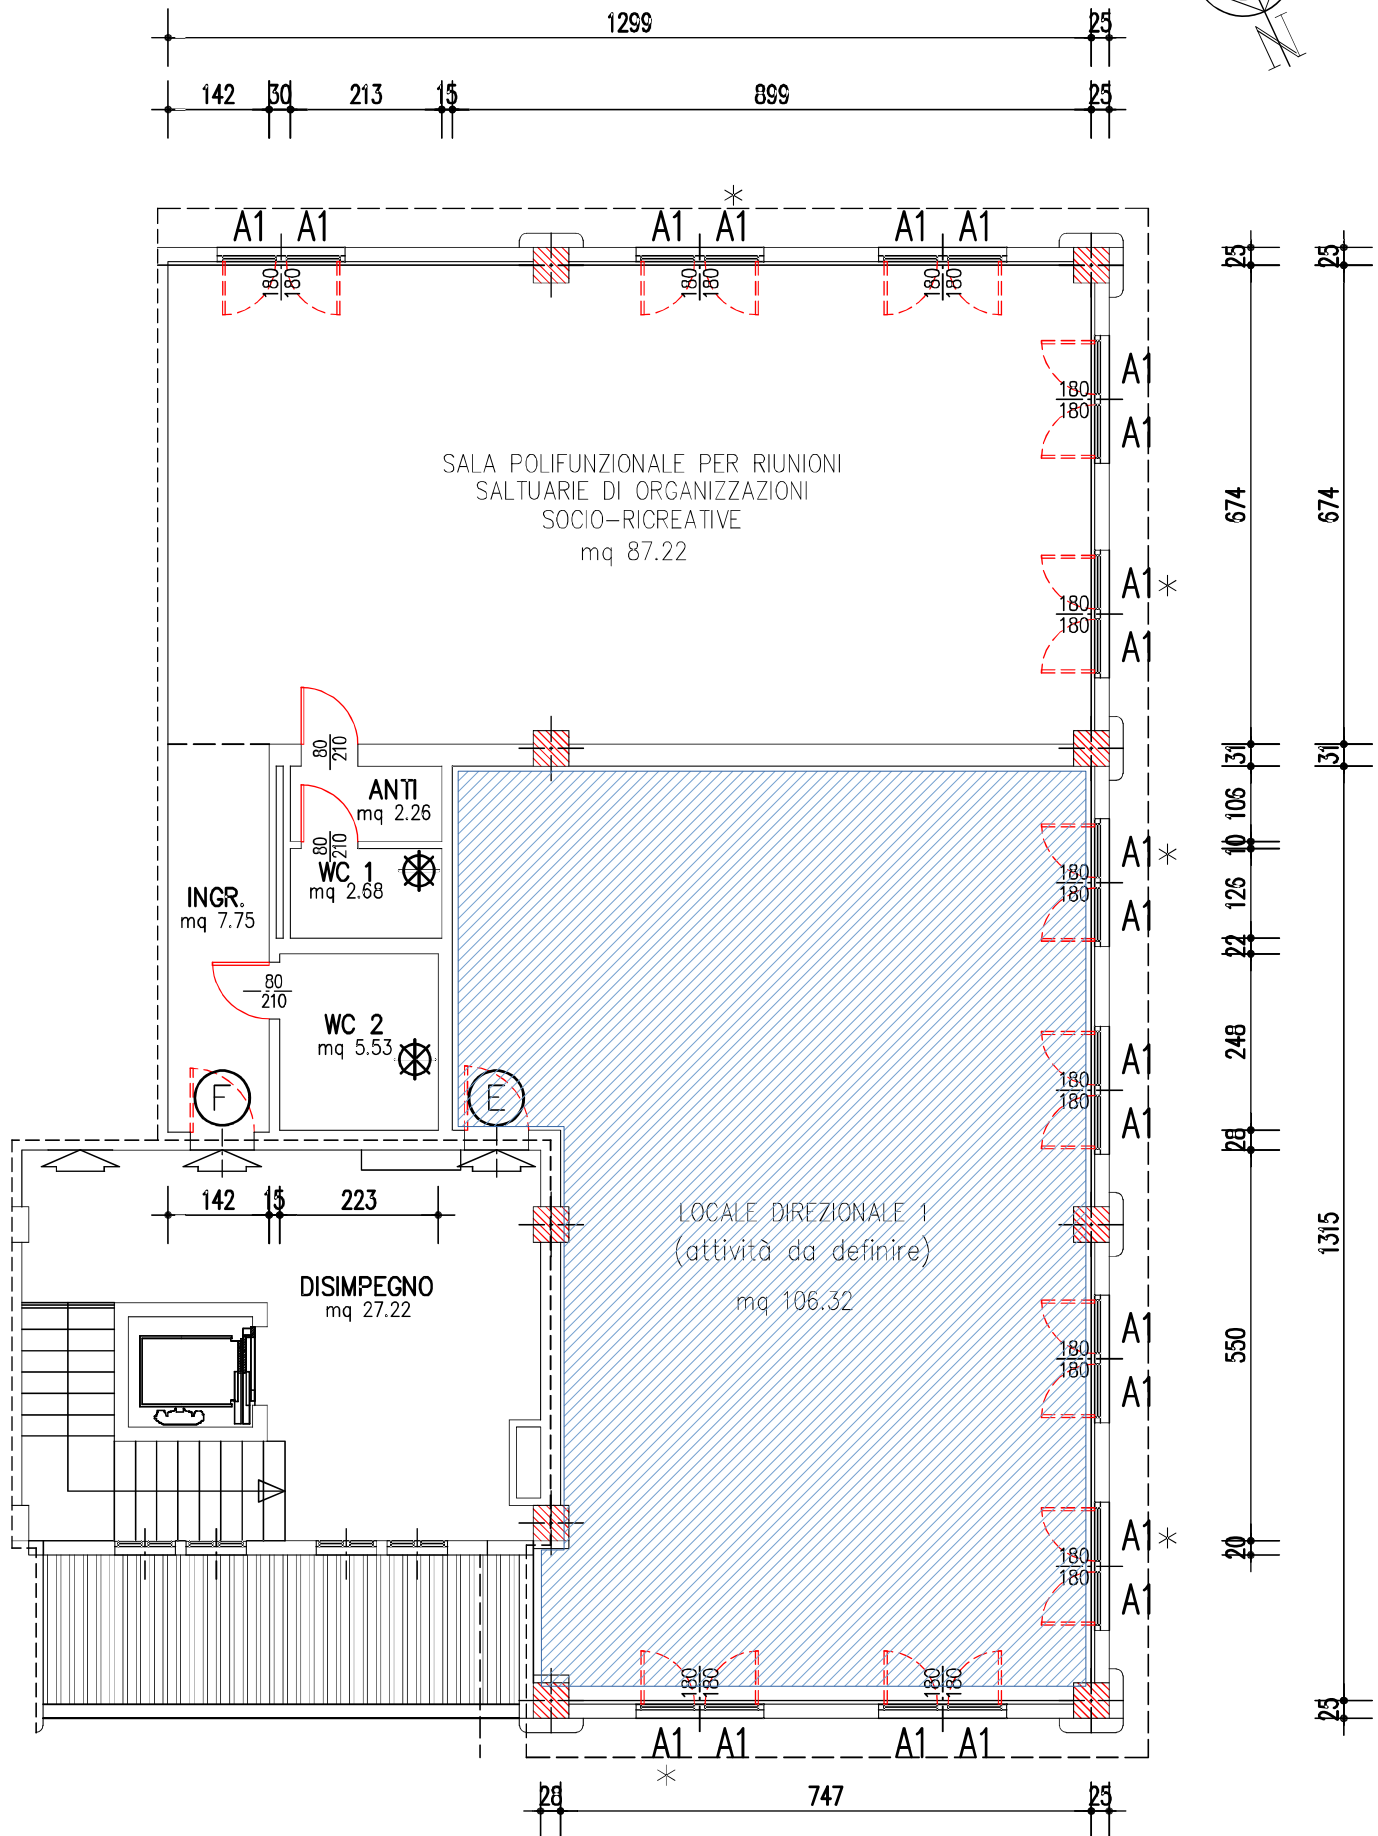 1299 25
N
142 30 213 15 899 25
A1 A1 A1 A1 A1 A1
*
180 180 180 180 180 180
25 25
A1
180
180
A1
SALA POLIFUNZIONALE PER RIUNIONI
SALTUARIE DI ORGANIZZAZIONI
SOCIO-RICREATIVE
mq 87.22
674 674
A1*
180
180
A1
80
210
31 31
ANTI
mq 2.26
106
80
210
10
WC 1
mq 2.68
A1*
180
180
A1
126
INGR.
mq 7.75
22
80
210
WC 2
mq 5.53
248
A1
180
180
A1
F E
28
142 15 223
LOCALE DIREZIONALE 1
(attività da definire)
mq 106.32
1315
DISIMPEGNO
mq 27.22
A1
180
180
A1
550
A1*
180
180
A1
20
180 180 180 180
25
A1 A1 A1 A1
*
28 747 25